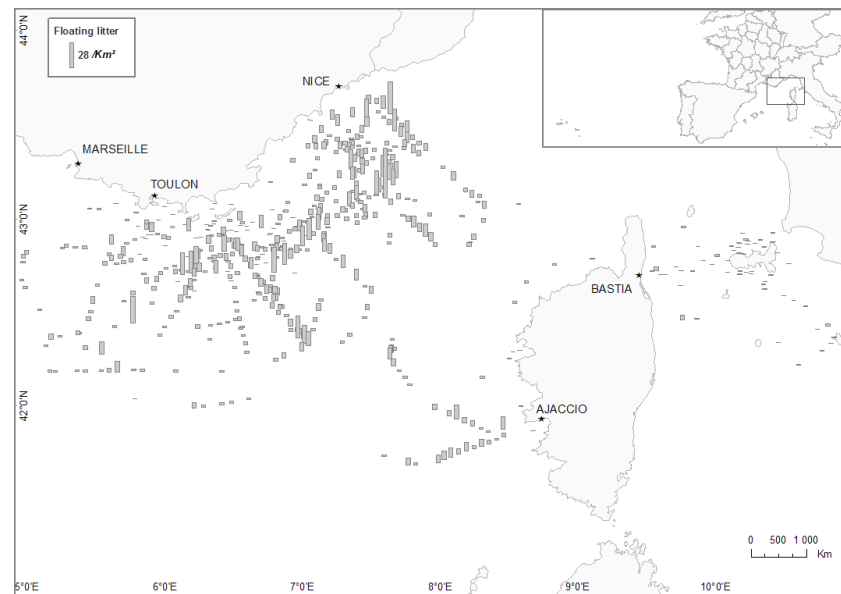 44°0'N
Floating litter
28 /Km²
NICE
MARSEILLE
TOULON
43°0'N
BASTIA
42°0'N
AJACCIO
0 500 1 000
Km
5°0'E 6°0'E 7°0'E 8°0'E 9°0'E 10°0'E